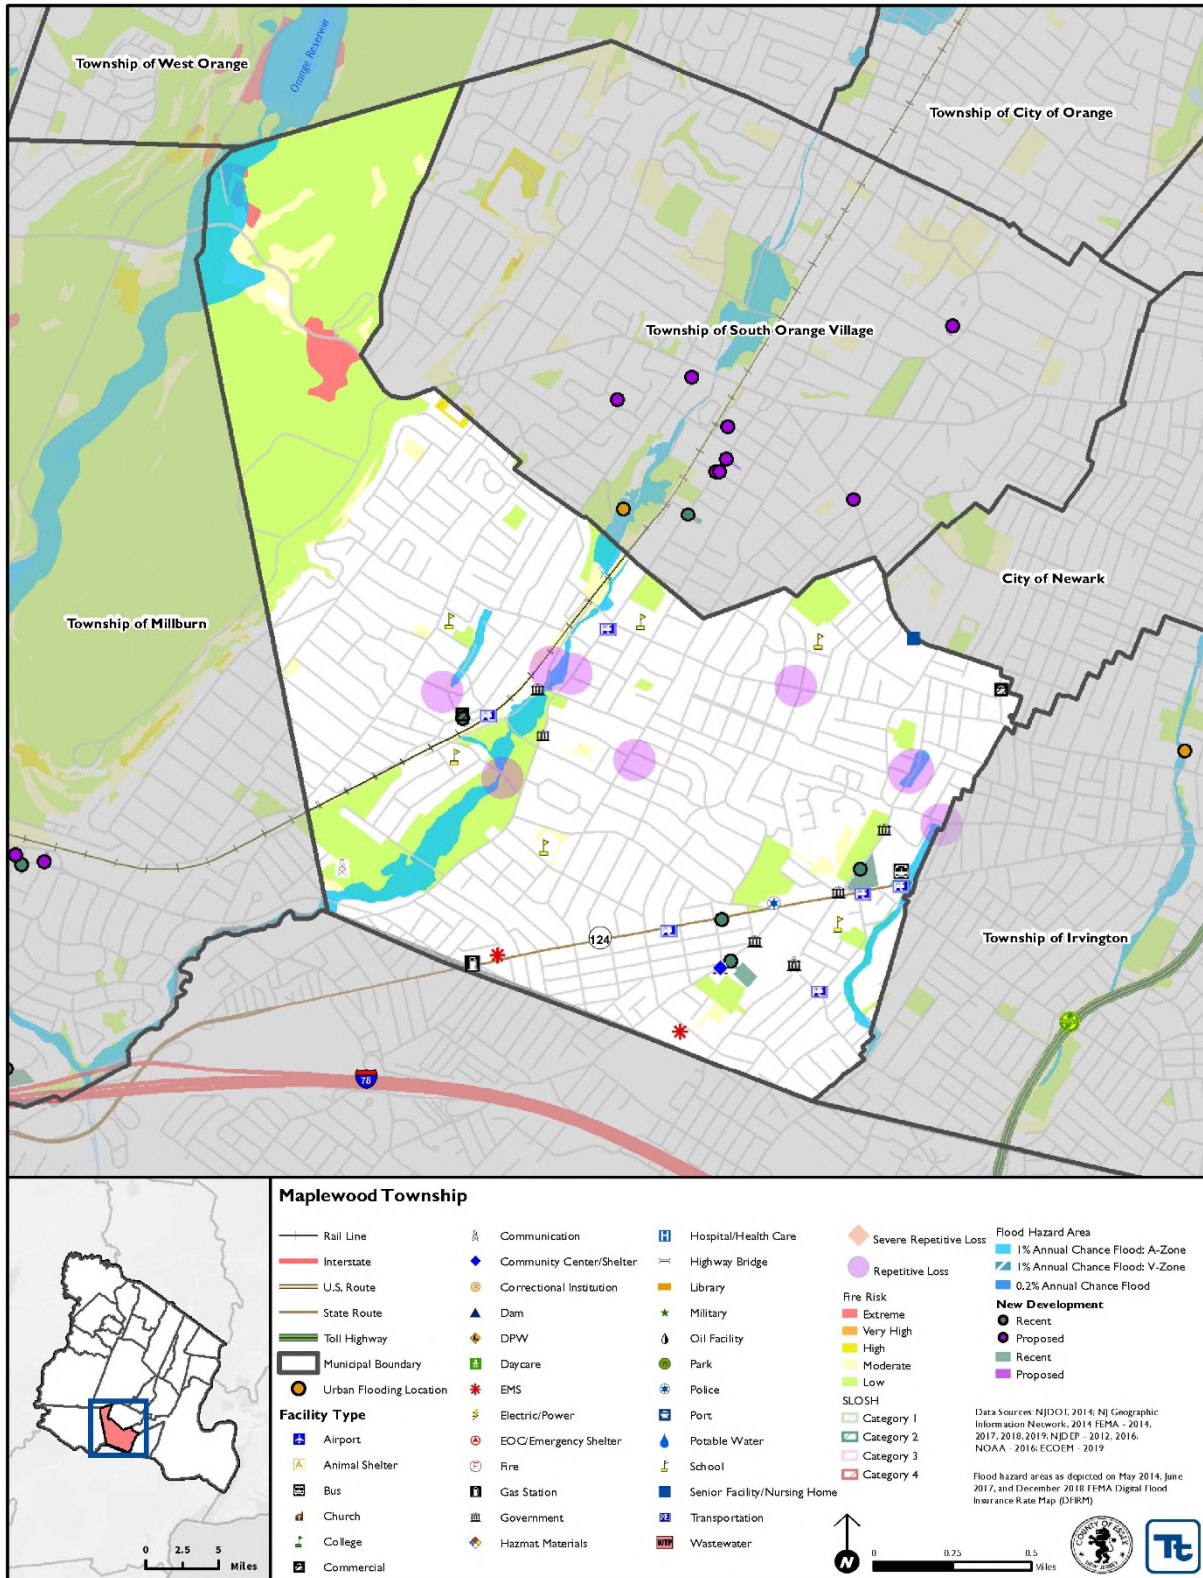 Township of West Orange
Orange Reservoir
Township of City of Orange
Township of South Orange Village
City of Newark
Township of Millburn
Township of Irvington
124
78
Maplewood Township
Rail Line
Interstate
U.S. Route
State Route
Toll Highway
Municipal Boundary
Urban Flooding Location
Facility Type
Airport
Animal Shelter
Bus
Church
College
Commercial
Communication
Community Center/Shelter
Correctional Institution
Dam
DPW
Daycare
EMS
Electric/Power
EOC/Emergency Shelter
Fire
Gas Station
Government
Hazmat Materials
Hospital/Health Care
Highway Bridge
Library
Military
Oil Facility
Park
Police
Port
Potable Water
School
Senior Facility/Nursing Home
Transportation
WTP Wastewater
Severe Repetitive Loss
Repetitive Loss
Fire Risk
Extreme
Very High
High
Moderate
Low
SLOSH
Category 1
Category 2
Category 3
Category 4
Flood Hazard Area
1% Annual Chance Flood: A-Zone
1% Annual Chance Flood: V-Zone
0.2% Annual Chance Flood
New Development
Recent
Proposed
Recent
Proposed
Data Sources: NJDOT, 2014; NJ Geographic
Information Network, 2014 FEMA - 2014,
2017, 2018, 2019; NJDEP - 2012, 2016;
NOAA - 2016; ECOEM - 2019
Flood hazard areas as depicted on May 2014, June
2017, and December 2018 FEMA Digital Flood
Insurance Rate Map (DFIRM)
0 2.5 5
Miles
N
0 0.25 0.5
Miles
COUNTY OF ESSEX
NEW JERSEY
Tt